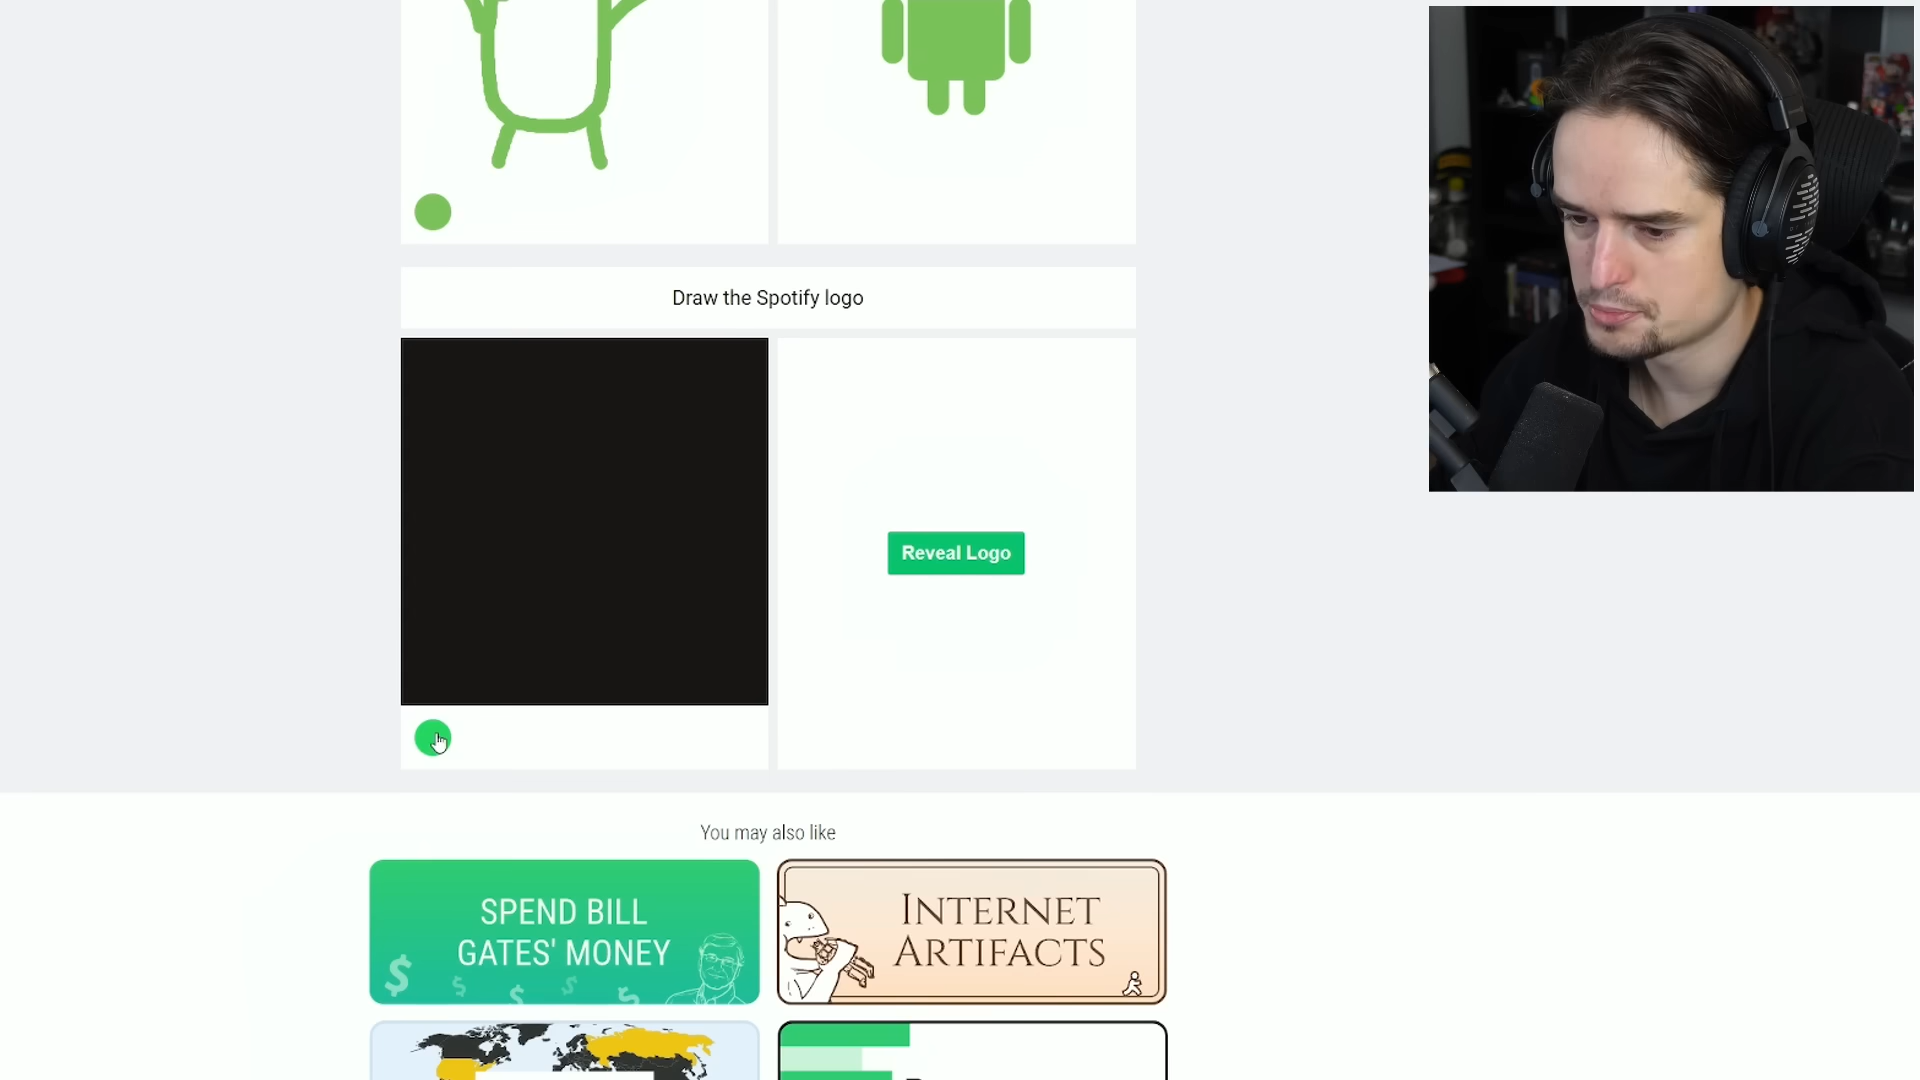 Draw the Spotify logo
Reveal Logo
You may also like
SPEND BILL
GATES' MONEY
INTERNET
ARTIFACTS